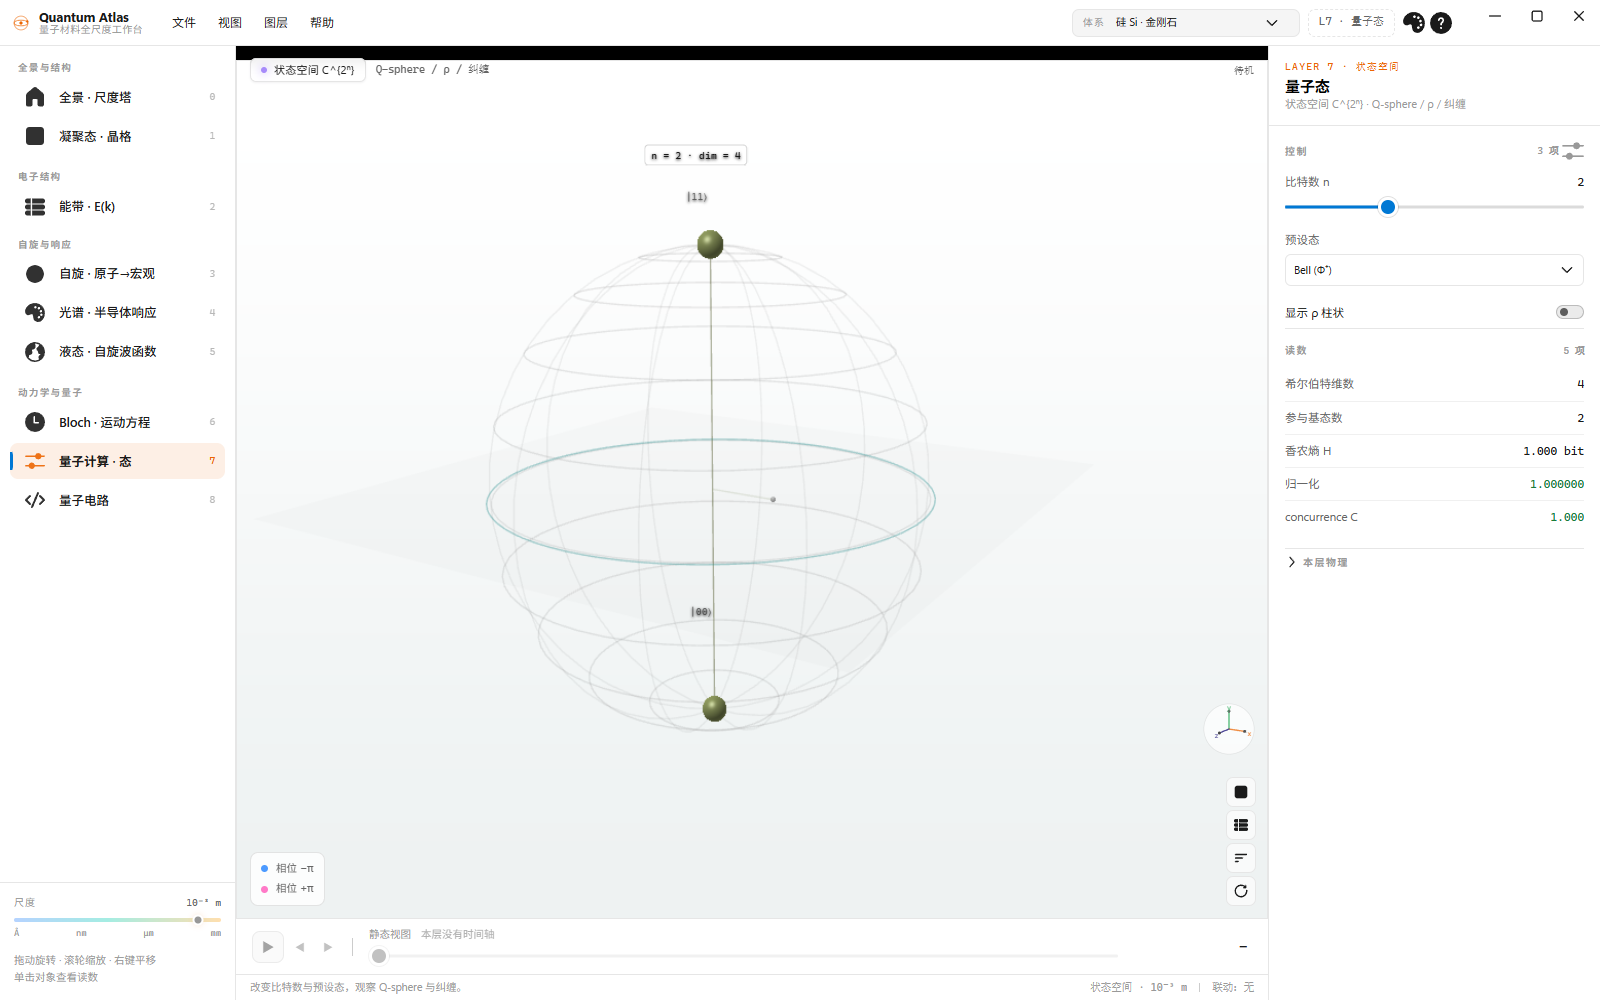 Quantum Atlas
量子材料全尺度工作台
文件 视图 图层 帮助
体系 硅 Si · 金刚石
L7 · 量子态
全景与结构
全景 · 尺度塔 0
凝聚态 · 晶格 1
电子结构
能带 · E(k) 2
自旋与响应
自旋 · 原子→宏观 3
光谱 · 半导体响应 4
液态 · 自旋波函数 5
动力学与量子
Bloch · 运动方程 6
量子计算 · 态 7
量子电路 8
尺度 10⁻³ m
Å nm μm mm
拖动旋转 · 滚轮缩放 · 右键平移
单击对象查看读数
状态空间 C^{2ⁿ} Q-sphere / ρ / 纠缠 待机
n = 2 · dim = 4
|11⟩
|00⟩
Y
Z X
相位 −π
相位 +π
静态视图 本层没有时间轴 –
改变比特数与预设态，观察 Q-sphere 与纠缠。 状态空间 · 10⁻³ m | 联动: 无
LAYER 7 · 状态空间
量子态
状态空间 C^{2ⁿ} · Q-sphere / ρ / 纠缠
控制 3 项
比特数 n 2
预设态
Bell (Φ⁺)
显示 ρ 柱状
读数 5 项
希尔伯特维数 4
参与基态数 2
香农熵 H 1.000 bit
归一化 1.000000
concurrence C 1.000
本层物理